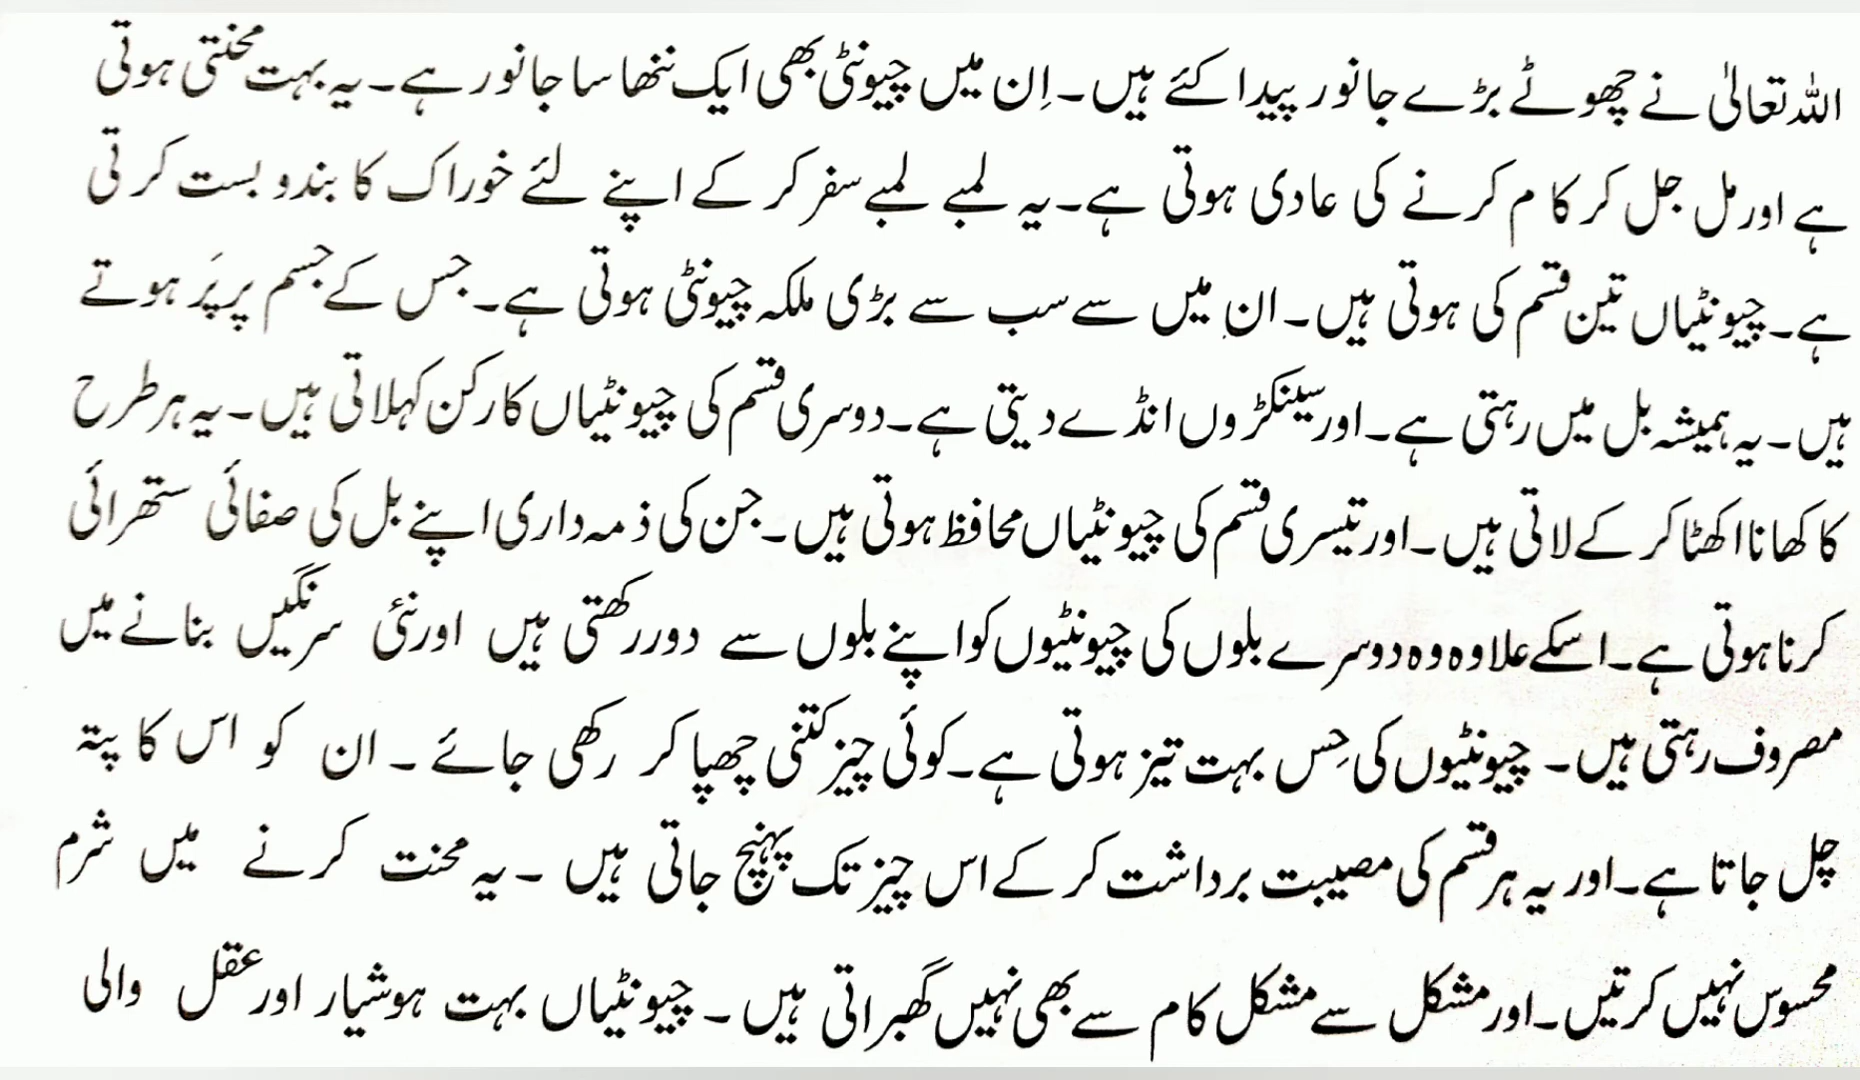 اللہ تعالیٰ نے چھوٹے بڑے جانور پیدا کئے ہیں۔ اِن میں چیونٹی بھی ایک ننھا سا جانور ہے۔ یہ بہت محنتی ہوتی
ہے اور مل جل کر کام کرنے کی عادی ہوتی ہے۔ یہ لمبے لمبے سفر کر کے اپنے لئے خوراک کا بندوبست کرتی
ہے۔ چیونٹیاں تین قسم کی ہوتی ہیں۔ ان میں سے سب سے بڑی ملکہ چیونٹی ہوتی ہے۔ جس کے جسم پر پَر ہوتے
ہیں۔ یہ ہمیشہ بل میں رہتی ہے۔ اور سینکڑوں انڈے دیتی ہے۔ دوسری قسم کی چیونٹیاں کارکن کہلاتی ہیں۔ یہ ہر طرح
کا کھانا اکھٹا کر کے لاتی ہیں۔ اور تیسری قسم کی چیونٹیاں محافظ ہوتی ہیں۔ جن کی ذمہ داری اپنے بل کی صفائی ستھرائی
کرنا ہوتی ہے۔ اسکے علاوہ وہ دوسرے بلوں کی چیونٹیوں کو اپنے بلوں سے دور رکھتی ہیں اور نئی سرنگیں بنانے میں
مصروف رہتی ہیں۔ چیونٹیوں کی حِس بہت تیز ہوتی ہے۔ کوئی چیز کتنی چھپا کر رکھی جائے۔ ان کو اس کا پتہ
چل جاتا ہے۔ اور یہ ہر قسم کی مصیبت برداشت کر کے اس چیز تک پہنچ جاتی ہیں۔ یہ محنت کرنے میں شرم
محسوس نہیں کرتیں۔ اور مشکل سے مشکل کام سے بھی نہیں گھبراتی ہیں۔ چیونٹیاں بہت ہوشیار اور عقل والی